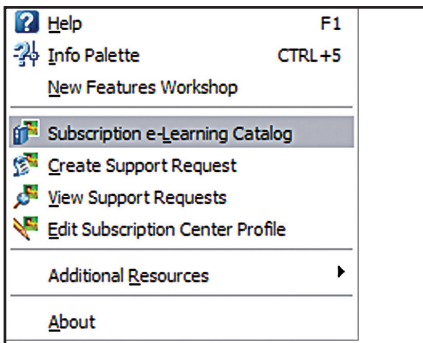 Help F1
Info Palette CTRL+5
New Features Workshop
Subscription e-Learning Catalog
Create Support Request
View Support Requests
Edit Subscription Center Profile
Additional Resources
About